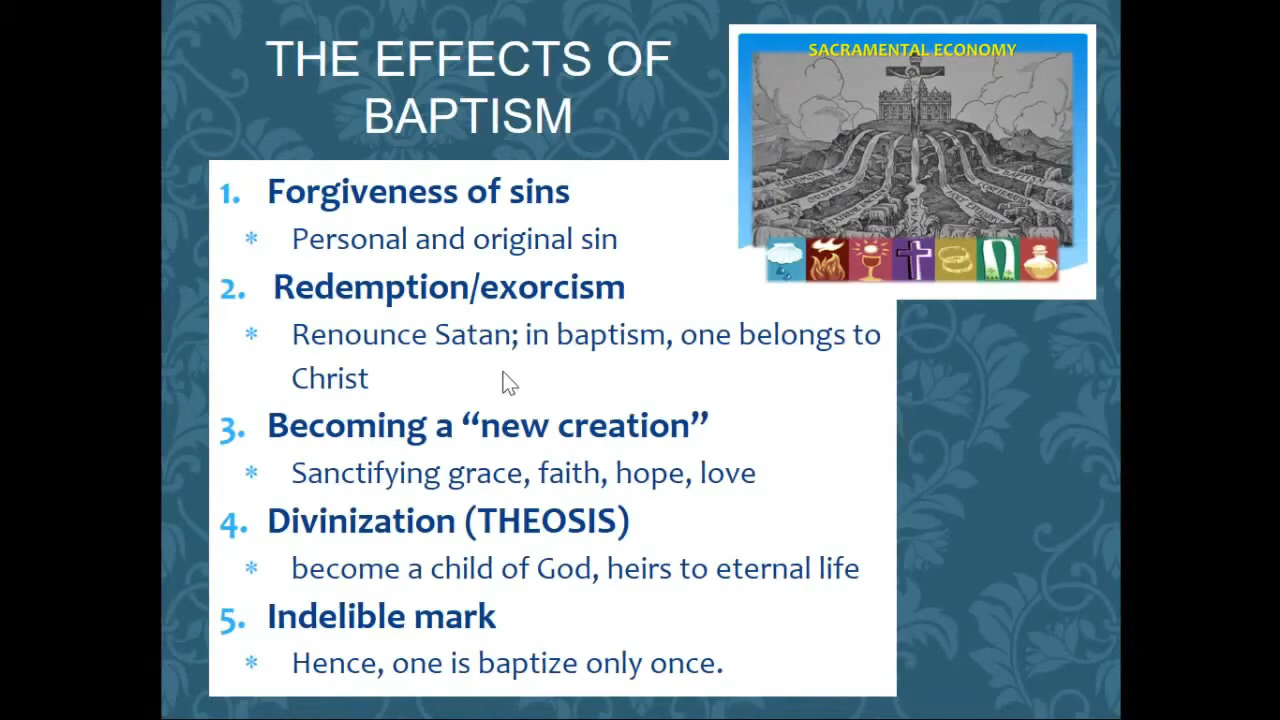 THE EFFECTS OF
BAPTISM
SACRAMENTAL ECONOMY
1. Forgiveness of sins
* Personal and original sin
2. Redemption/exorcism
* Renounce Satan; in baptism, one belongs to
Christ
3. Becoming a “new creation”
* Sanctifying grace, faith, hope, love
4. Divinization (THEOSIS)
* become a child of God, heirs to eternal life
5. Indelible mark
* Hence, one is baptize only once.